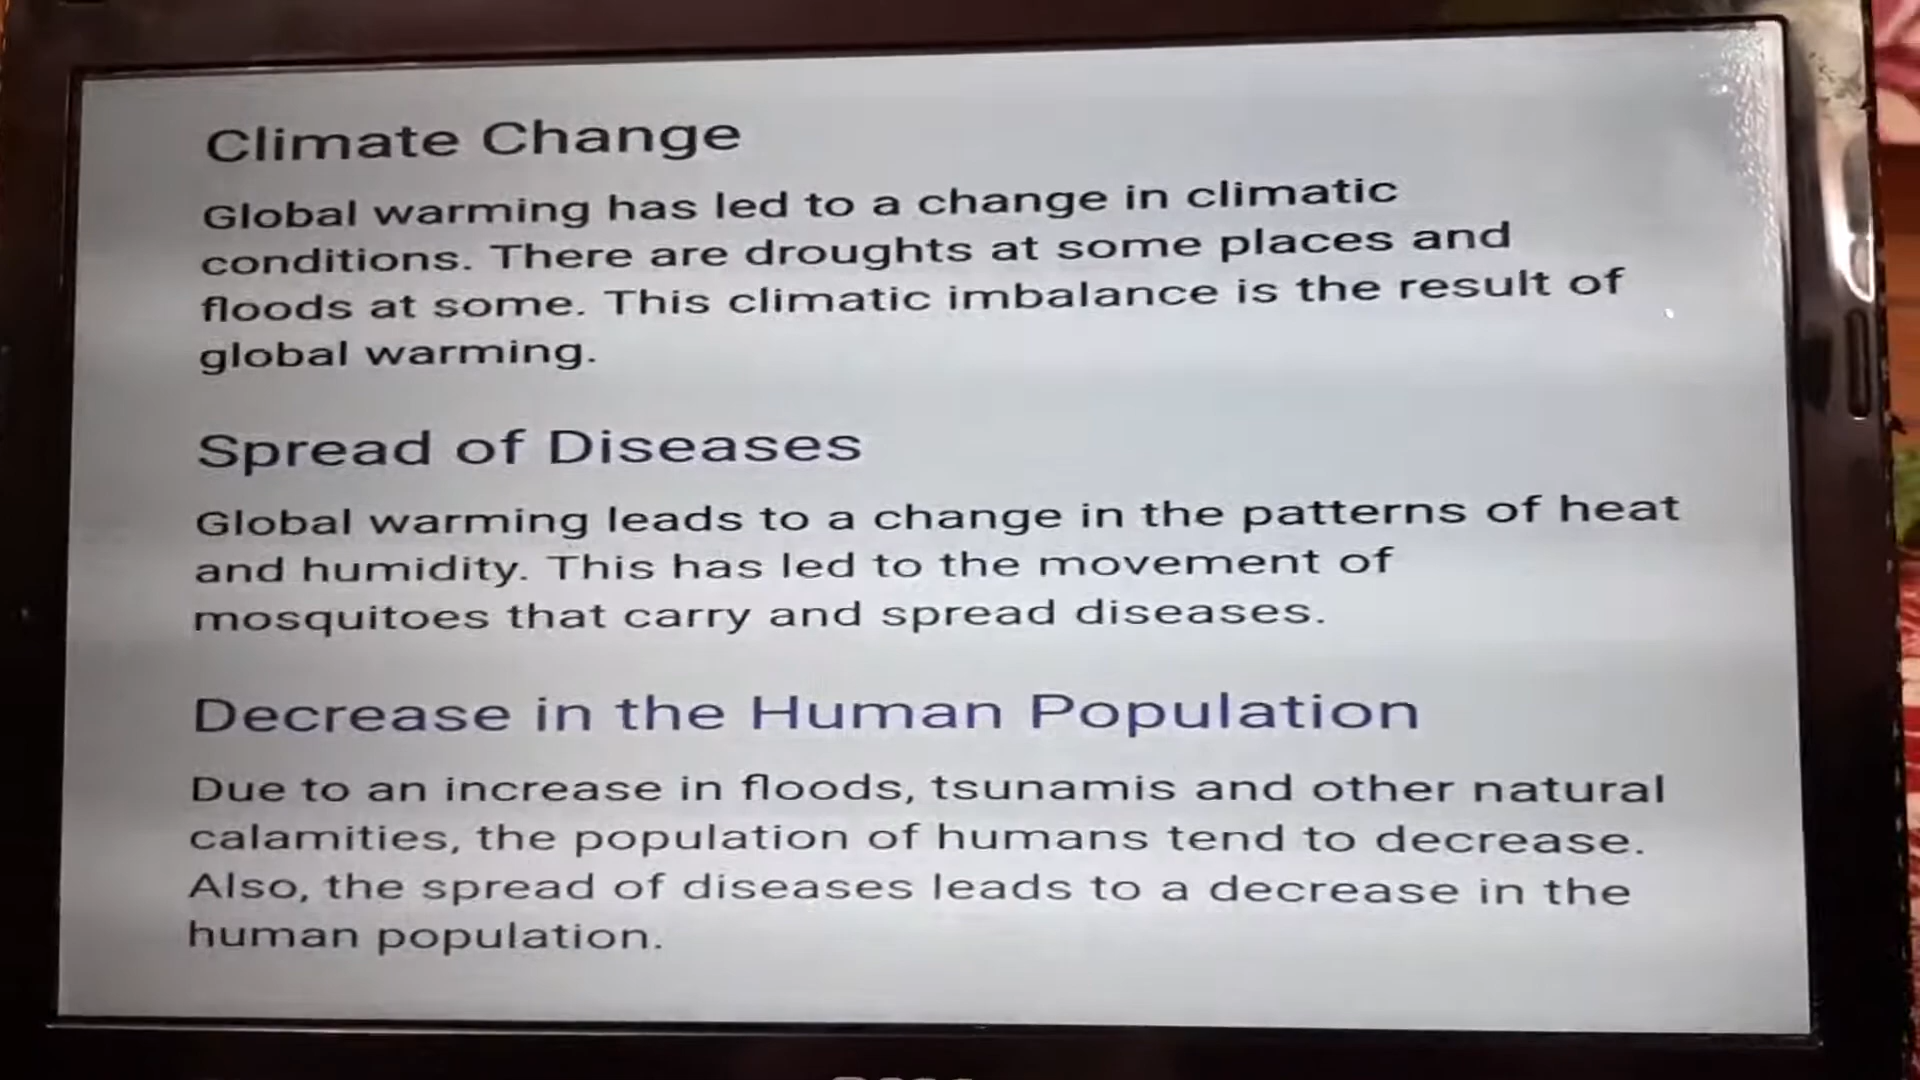 Climate Change
Global warming has led to a change in climatic
conditions. There are droughts at some places and
floods at some. This climatic imbalance is the result of
global warming.
Spread of Diseases
Global warming leads to a change in the patterns of heat
and humidity. This has led to the movement of
mosquitoes that carry and spread diseases.
Decrease in the Human Population
Due to an increase in floods, tsunamis and other natural
calamities, the population of humans tend to decrease.
Also, the spread of diseases leads to a decrease in the
human population.